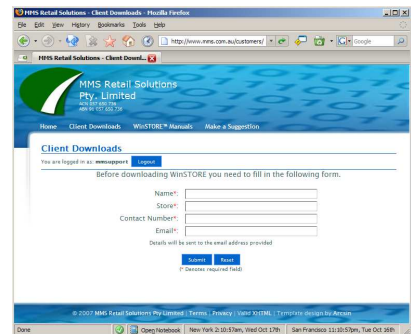 MMS Retail Solutions - Client Downloads - Mozilla Firefox
File Edit View History Bookmarks Tools Help
http://www.mms.com.au/customers/
Google
MMS Retail Solutions - Client Downl...
MMS Retail Solutions
Pty. Limited
Home Client Downloads WinSTORE™ Manuals Make a Suggestion
Client Downloads
You are logged in as: mmsupport Logout
Before downloading WinSTORE you need to fill in the following form.
Name*:
Store*:
Contact Number*:
Email*:
Details will be sent to the email address provided
Submit Reset
(* Denotes required field)
© 2007 MMS Retail Solutions Pty Limited | Terms | Privacy | Valid XHTML | Template design by Arcsin
Done Open Notebook New York 2:10:57am, Wed Oct 17th San Francisco 11:10:57pm, Tue Oct 16th